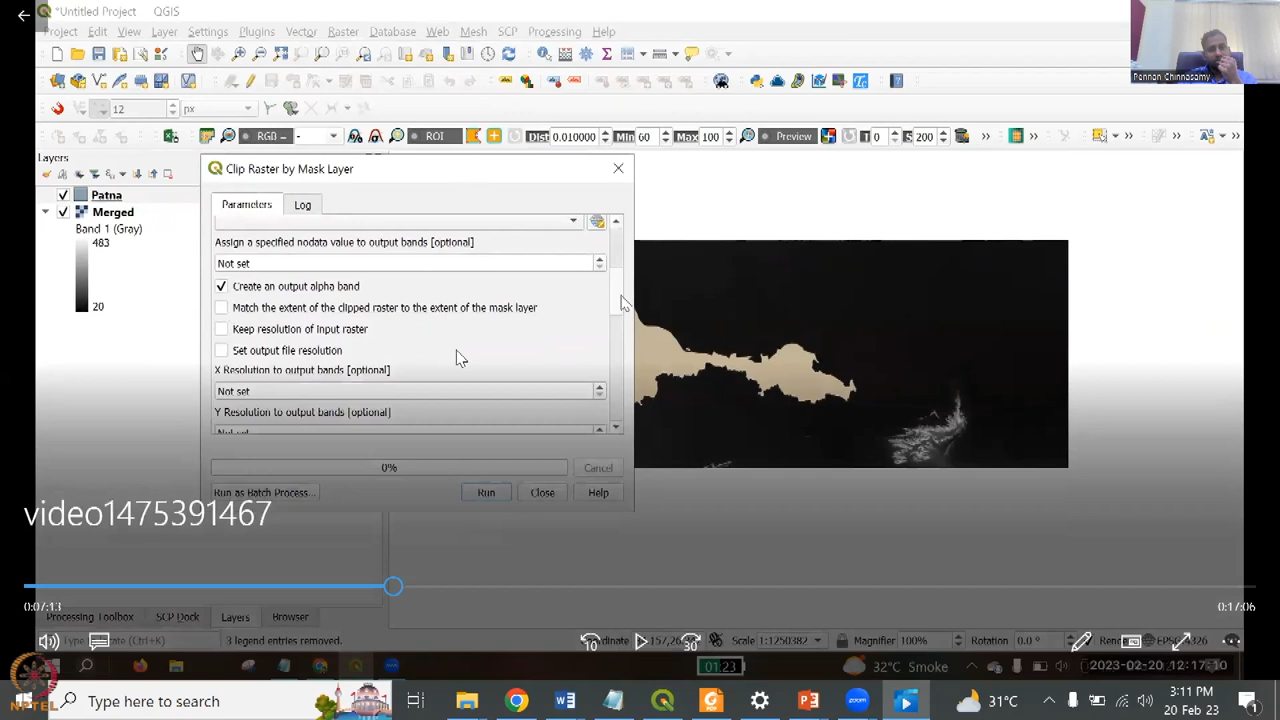 *Untitled Project QGIS
Project Edit View Layer Settings Plugins Vector Raster Database Web Mesh SCP Processing Help
Pennan Chinnasamy
12 px
RGB = - ROI Dist 0.010000 Min 60 Max 100 Preview T 0 S 200
Layers
Patna
Merged
Band 1 (Gray)
483
20
Clip Raster by Mask Layer
Parameters Log
Assign a specified nodata value to output bands [optional]
Not set
Create an output alpha band
Match the extent of the clipped raster to the extent of the mask layer
Keep resolution of input raster
Set output file resolution
X Resolution to output bands [optional]
Not set
Y Resolution to output bands [optional]
Not set
0% Cancel
Run as Batch Process... Run Close Help
video1475391467
0:07:13 0:17:06
Processing Toolbox SCP Dock Layers Browser
(Ctrl+K) 3 legend entries removed. Scale 1:1250382 Magnifier 100% Rotation 0.0 °
10 30
01:23 32°C Smoke 2023-02-20 12:17:10
NPTEL Type here to search 31°C 3:11 PM
20 Feb 23